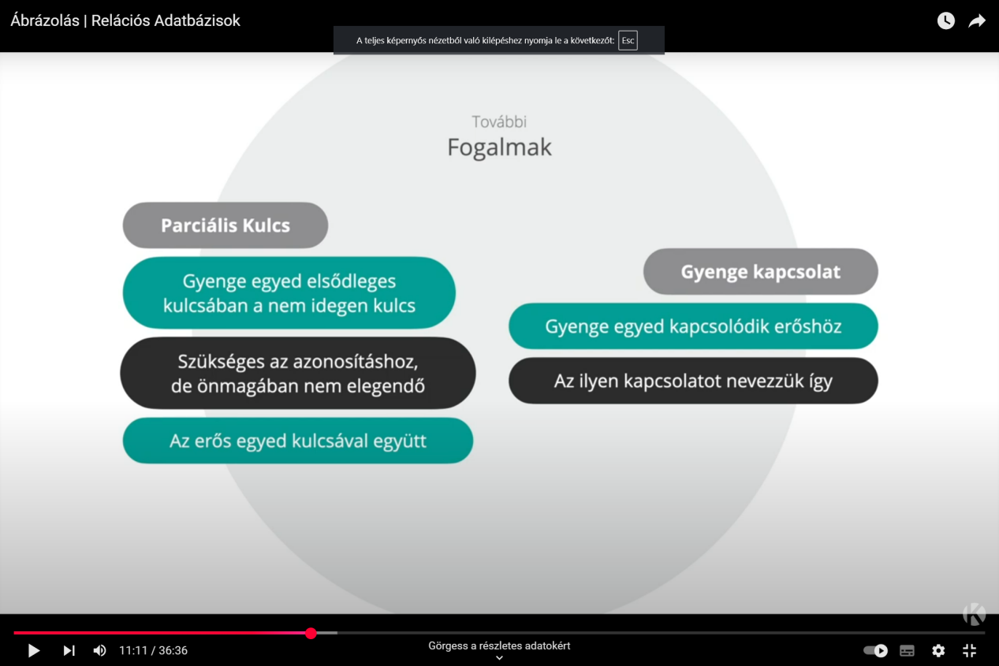 Ábrázolás | Relációs Adatbázisok
A teljes képernyős nézetből való kilépéshez nyomja le a következőt: Esc
További
Fogalmak
Parciális Kulcs
Gyenge egyed elsődleges
kulcsában a nem idegen kulcs
Szükséges az azonosításhoz,
de önmagában nem elegendő
Az erős egyed kulcsával együtt
Gyenge kapcsolat
Gyenge egyed kapcsolódik erőshöz
Az ilyen kapcsolatot nevezzük így
11:11 / 36:36
Görgess a részletes adatokért